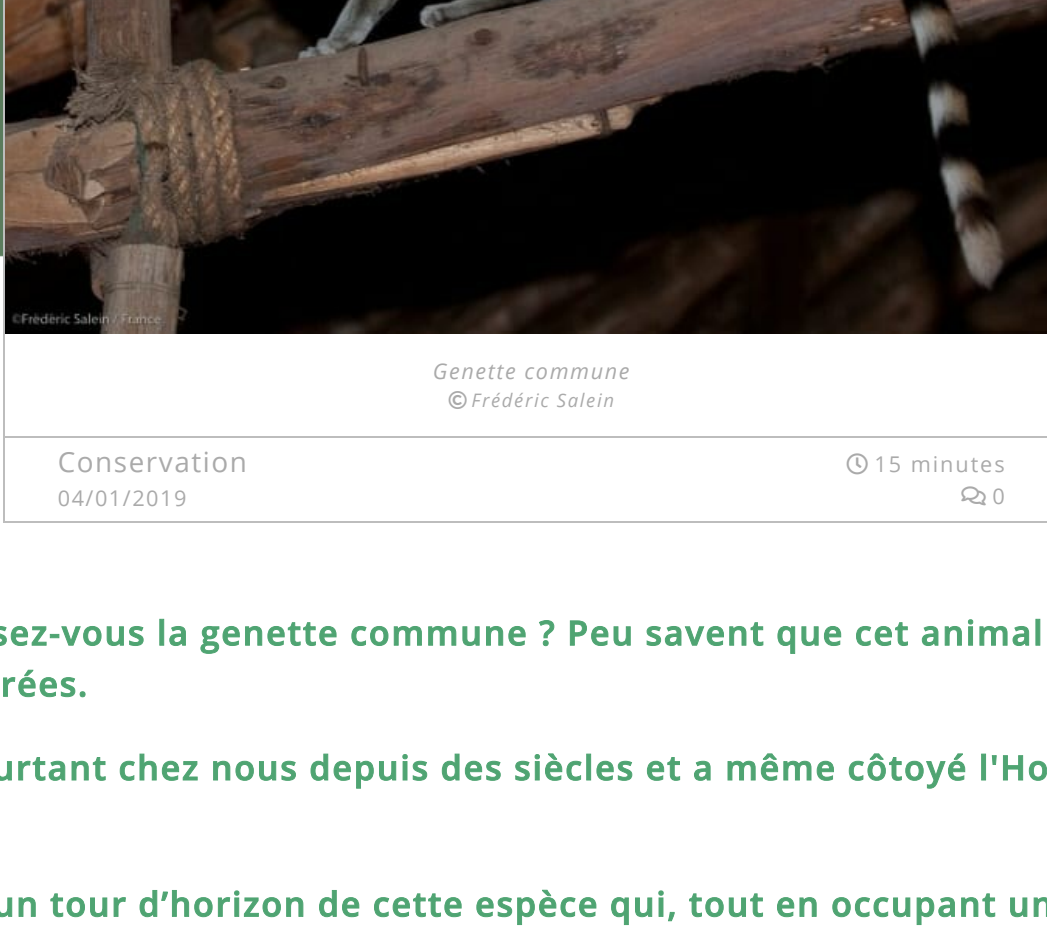 ©Frédéric Salein / France
Genette commune
© Frédéric Salein
Conservation
15 minutes
04/01/2019
0
sez-vous la genette commune ? Peu savent que cet animal
rées.
urtant chez nous depuis des siècles et a même côtoyé l'Ho
un tour d’horizon de cette espèce qui, tout en occupant un